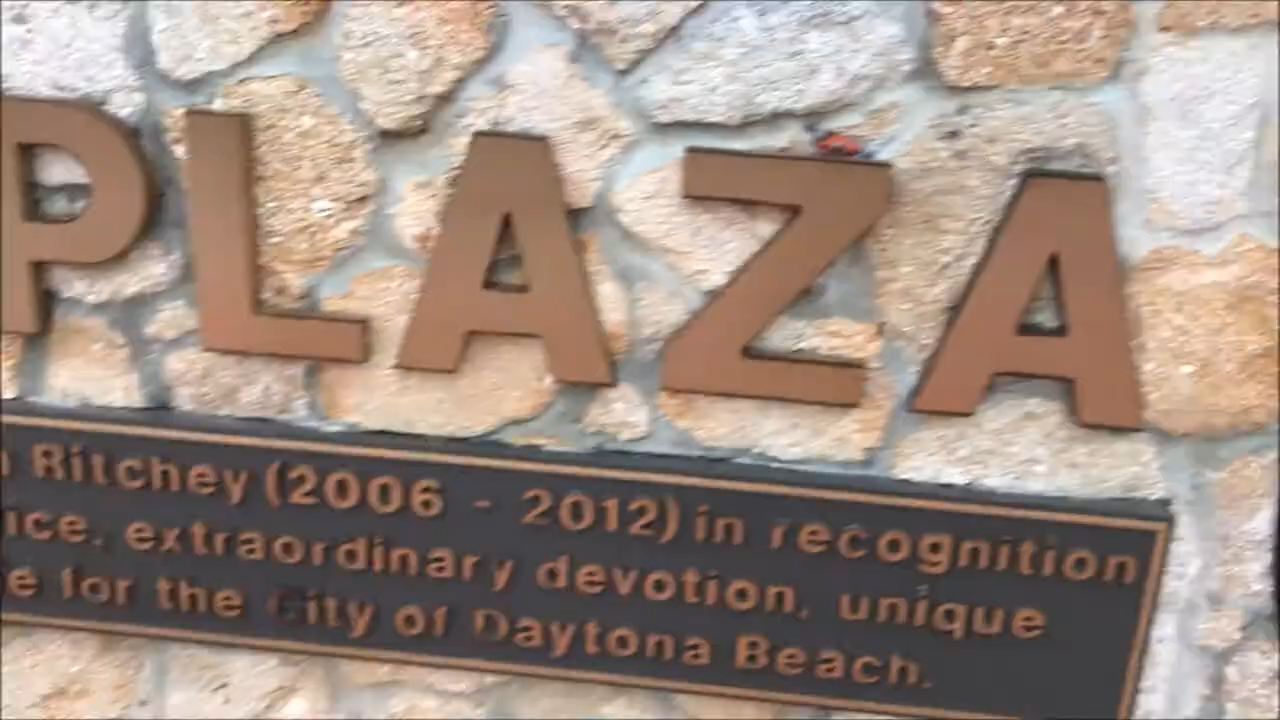 PLAZA
Ritchey (2006 - 2012) in recognition
ice, extraordinary devotion, unique
e for the City of Daytona Beach.